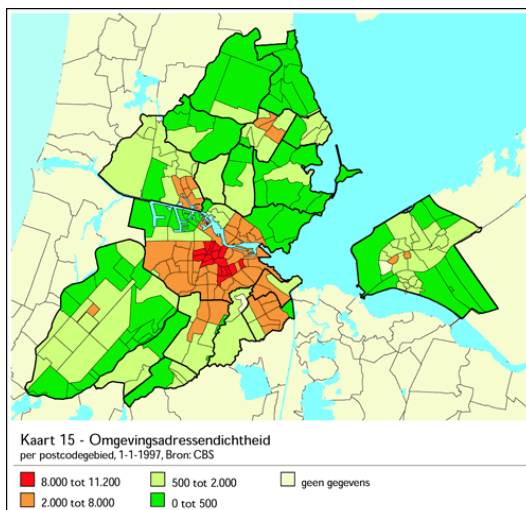 Kaart 15 - Omgevingsadressendichtheid
per postcodegebied, 1-1-1997, Bron: CBS
8.000 tot 11.200
500 tot 2.000
geen gegevens
2.000 tot 8.000
0 tot 500